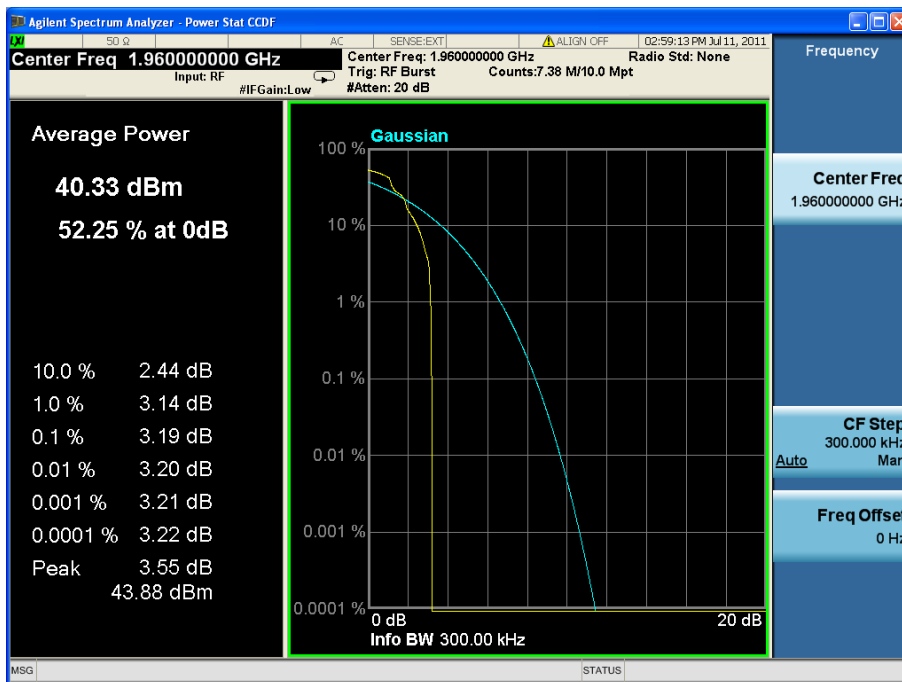 Agilent Spectrum Analyzer - Power Stat CCDF
LXI 50 Ω AC SENSE:EXT ALIGN OFF 02:59:13 PM Jul 11, 2011
Center Freq 1.960000000 GHz
Input: RF
#IFGain:Low
Center Freq: 1.960000000 GHz Radio Std: None
Trig: RF Burst Counts:7.38 M/10.0 Mpt
#Atten: 20 dB
Average Power
40.33 dBm
52.25 % at 0dB
10.0 % 2.44 dB
1.0 % 3.14 dB
0.1 % 3.19 dB
0.01 % 3.20 dB
0.001 % 3.21 dB
0.0001 % 3.22 dB
Peak 3.55 dB
43.88 dBm
Gaussian
100 %
10 %
1 %
0.1 %
0.01 %
0.001 %
0.0001 %
0 dB 20 dB
Info BW 300.00 kHz
Frequency
Center Freq
1.960000000 GHz
CF Step
300.000 kHz
Auto Man
Freq Offset
0 Hz
MSG STATUS